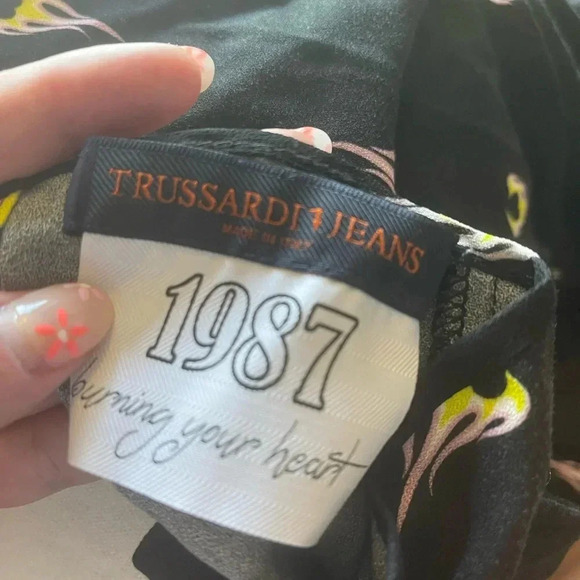 TRUSSARDI JEANS
MADE IN ITALY
1987
burning your heart